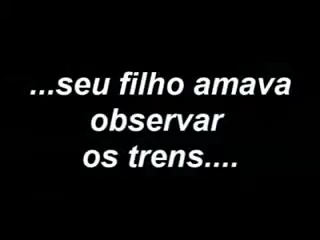 ...seu filho amava
observar
os trens....